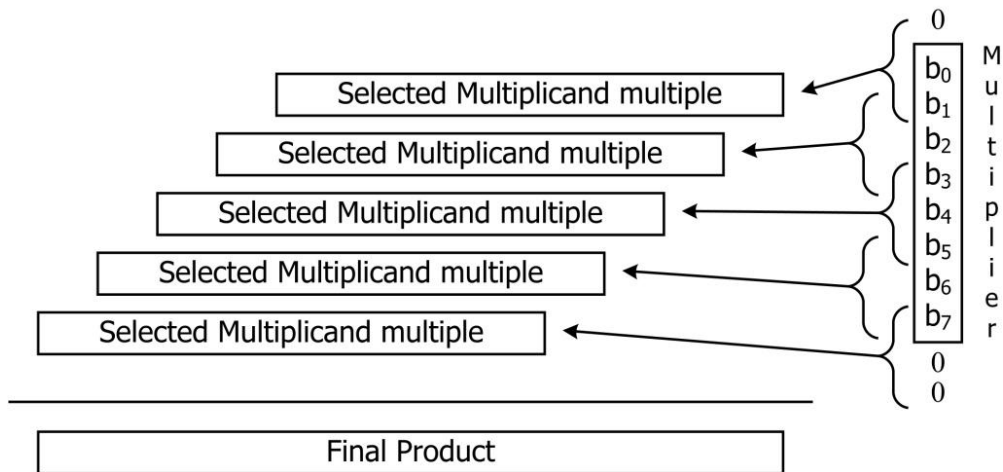 0
b₀
b₁
b₂
b₃
b₄
b₅
b₆
b₇
0
0
Multiplier
Selected Multiplicand multiple
Selected Multiplicand multiple
Selected Multiplicand multiple
Selected Multiplicand multiple
Selected Multiplicand multiple
Final Product